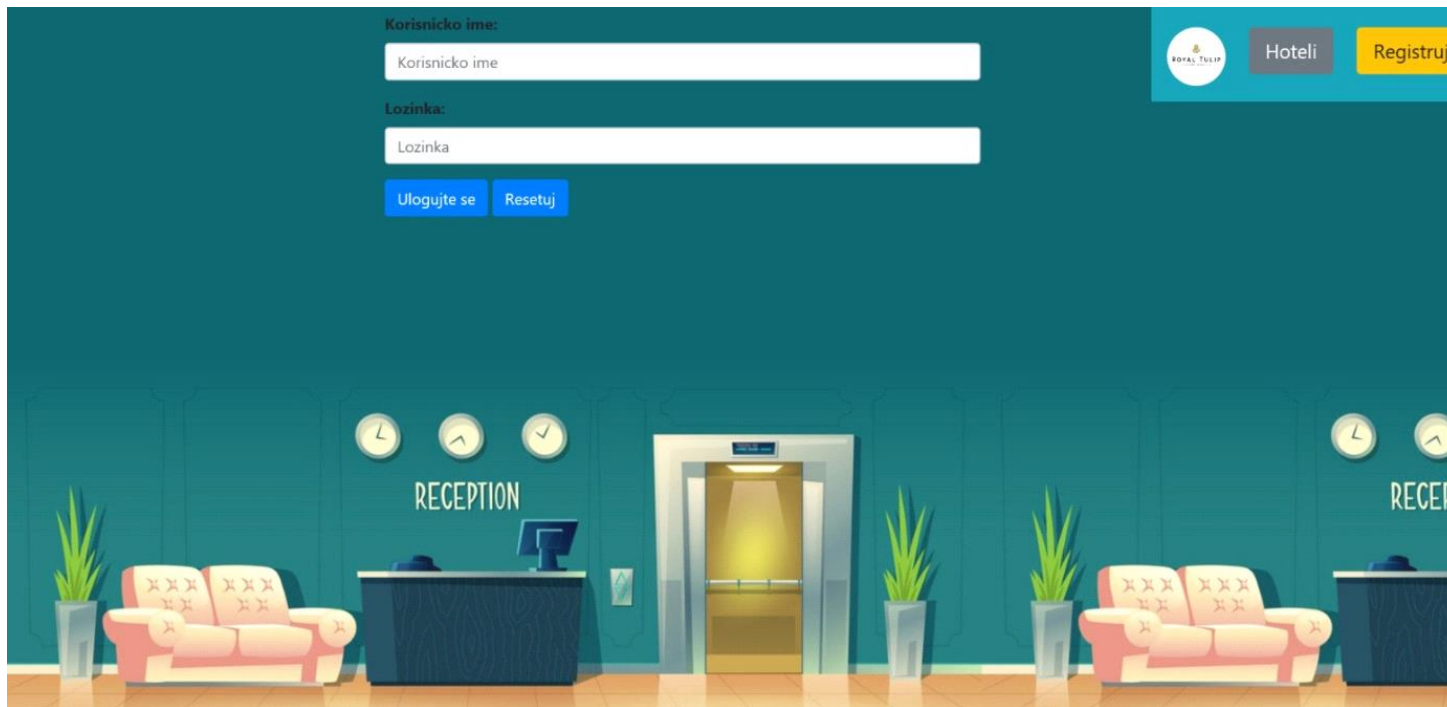 Korisnicko ime:
Korisnicko ime
Lozinka:
Lozinka
Ulogujte se Resetuj
ROYAL TULIP
Hoteli
Registruj
RECEPTION
RECEP